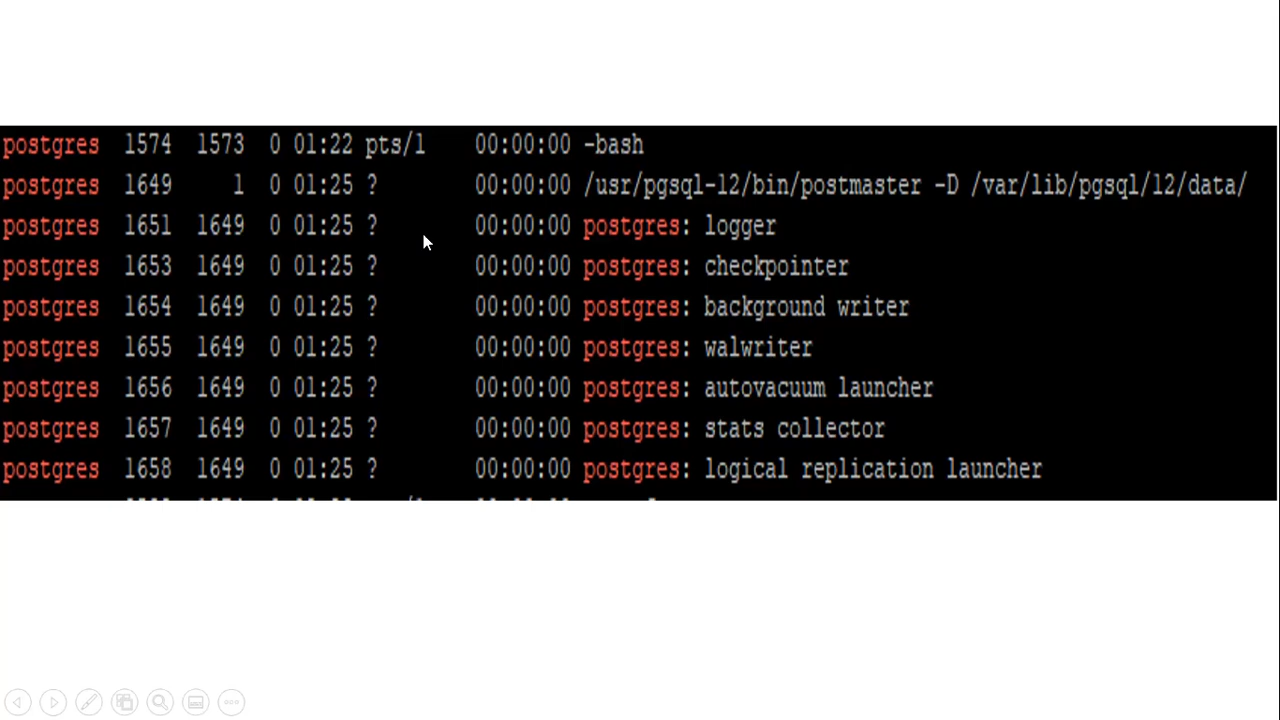 postgres 1574 1573 0 01:22 pts/1 00:00:00 -bash
postgres 1649 1 0 01:25 ? 00:00:00 /usr/pgsql-12/bin/postmaster -D /var/lib/pgsql/12/data/
postgres 1651 1649 0 01:25 ? 00:00:00 postgres: logger
postgres 1653 1649 0 01:25 ? 00:00:00 postgres: checkpointer
postgres 1654 1649 0 01:25 ? 00:00:00 postgres: background writer
postgres 1655 1649 0 01:25 ? 00:00:00 postgres: walwriter
postgres 1656 1649 0 01:25 ? 00:00:00 postgres: autovacuum launcher
postgres 1657 1649 0 01:25 ? 00:00:00 postgres: stats collector
postgres 1658 1649 0 01:25 ? 00:00:00 postgres: logical replication launcher